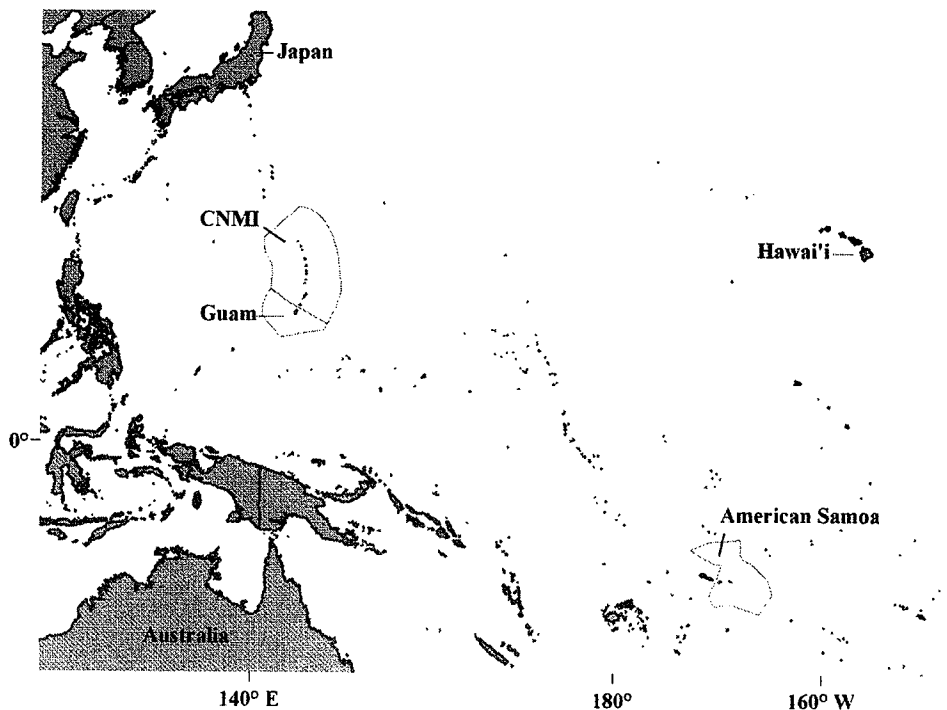 Japan
CNMI
Hawai'i
Guam
0°
American Samoa
Australia
140° E
180°
160° W